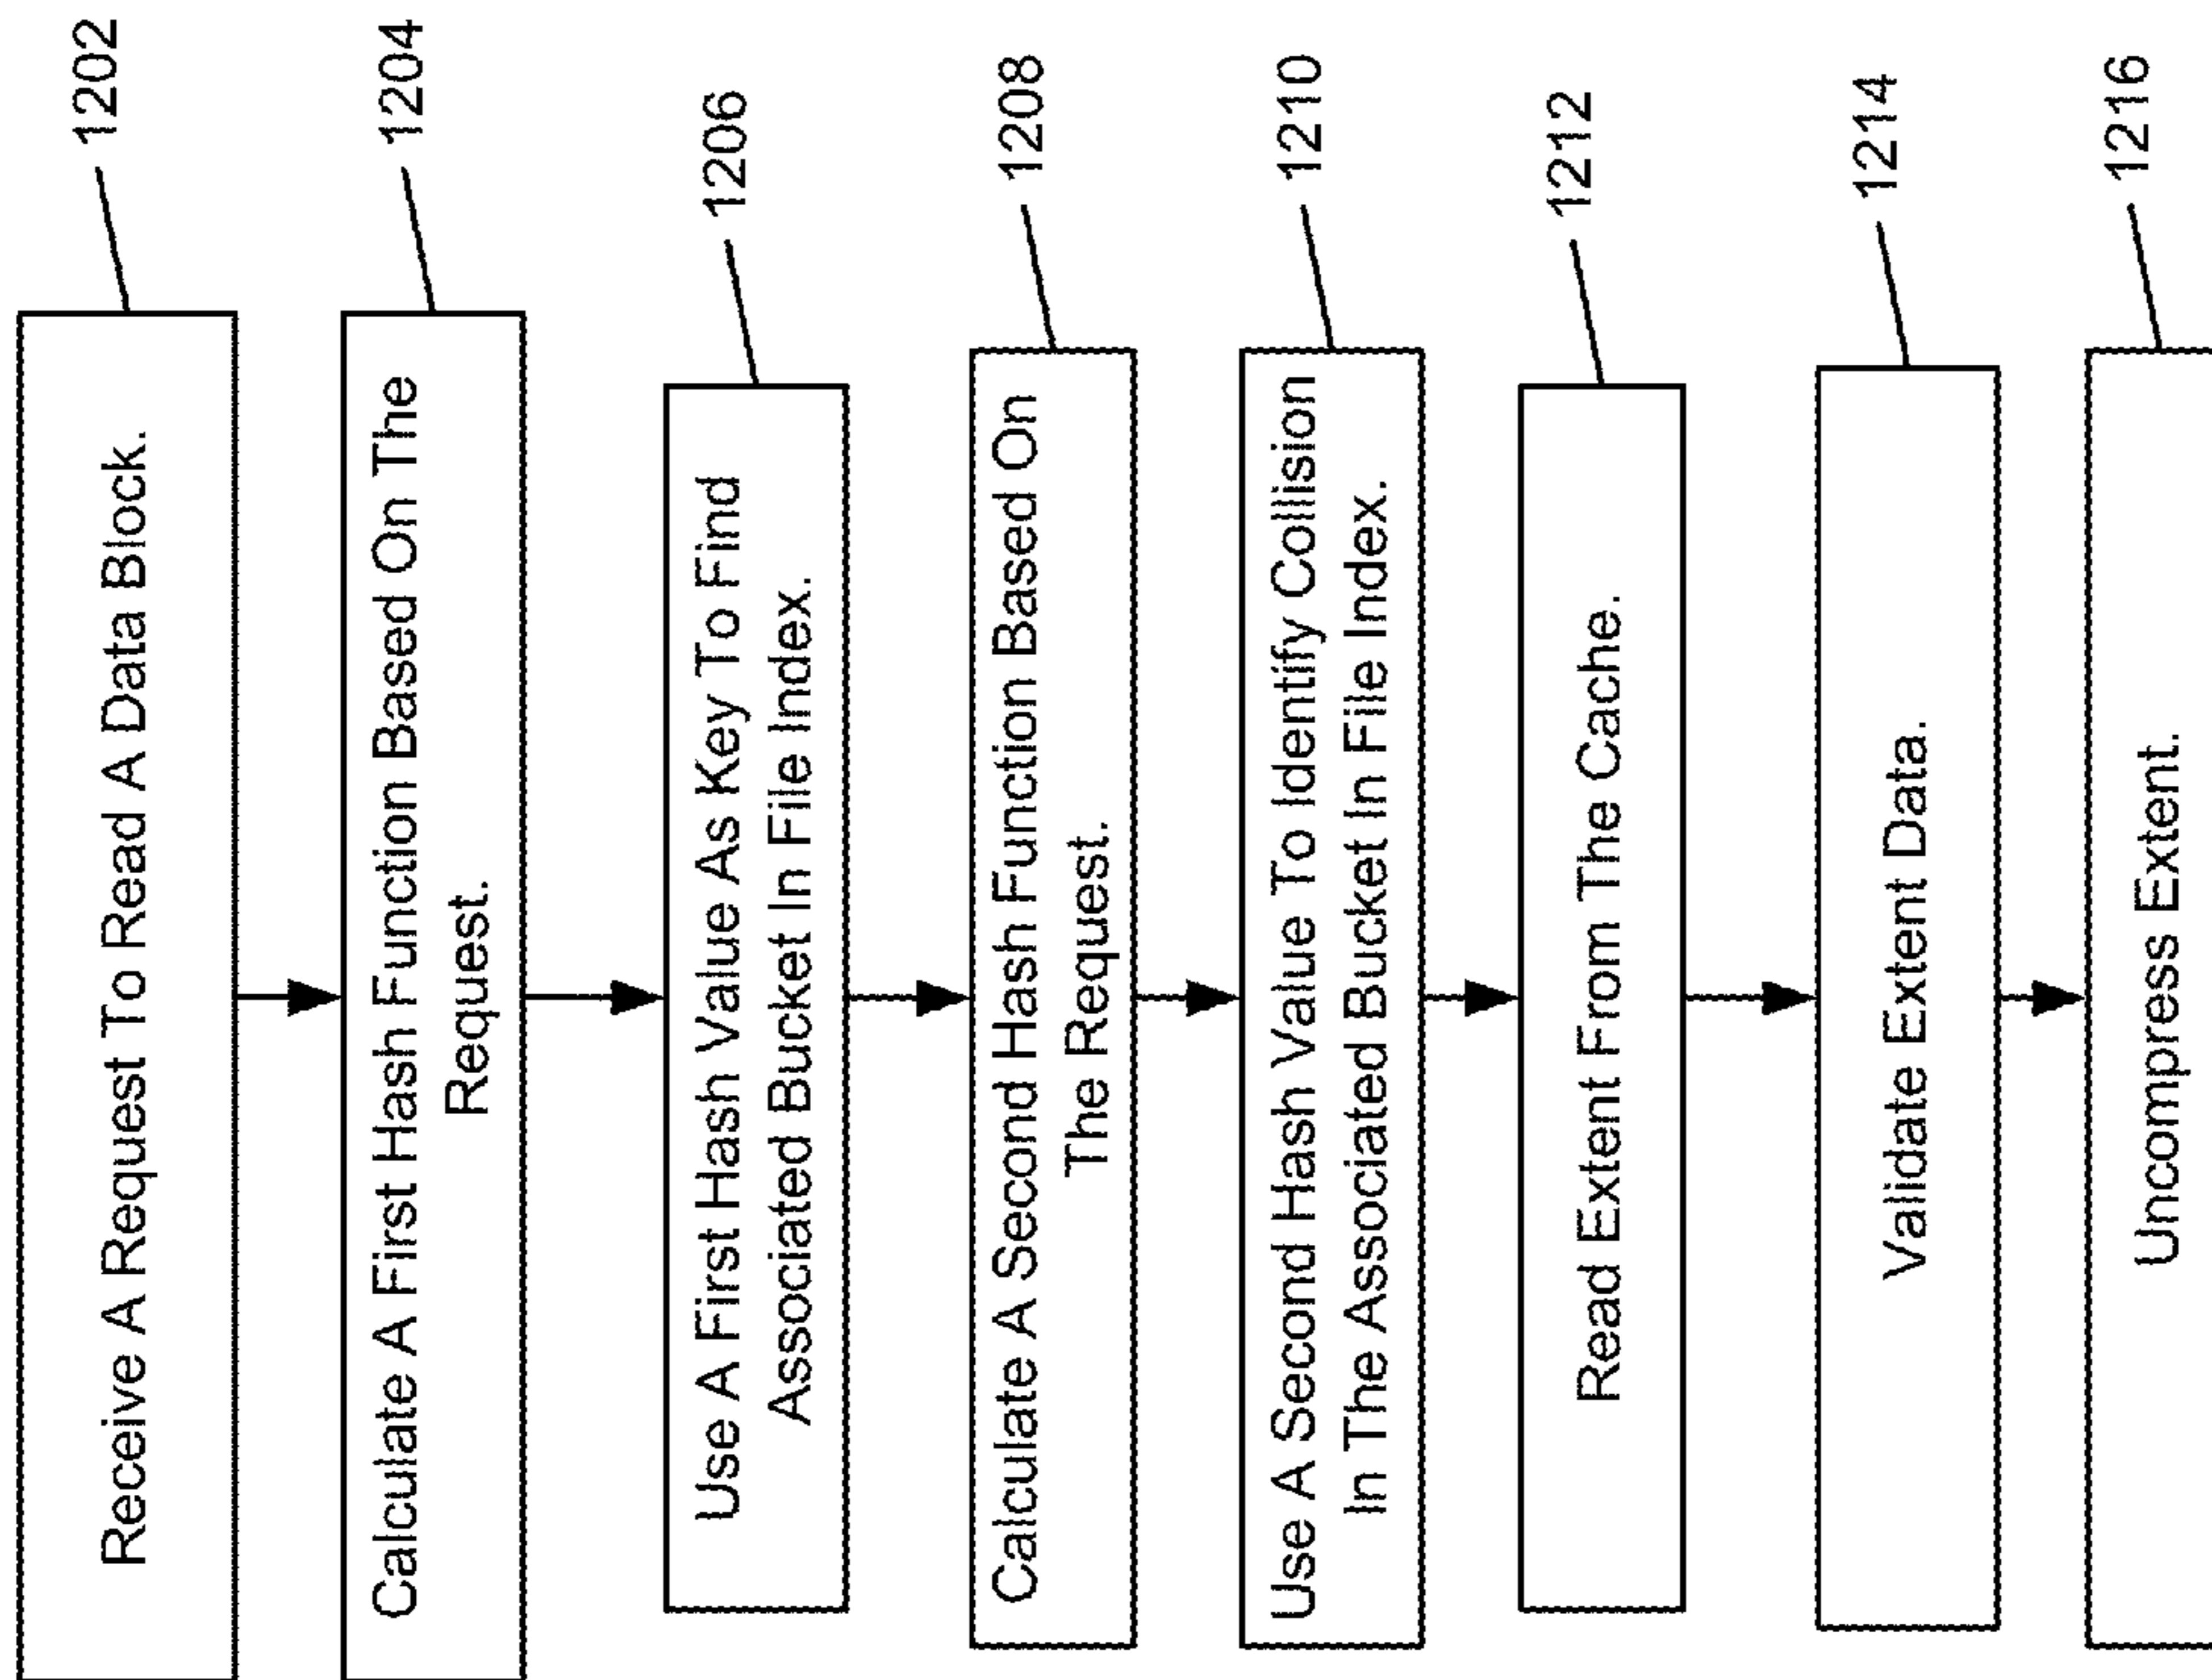 Receive A Request To Read A Data Block.
1202
Calculate A First Hash Function Based On The
Request.
1204
Use A First Hash Value As Key To Find
Associated Bucket In File Index.
1206
Calculate A Second Hash Function Based On
The Request.
1208
Use A Second Hash Value To Identify Collision
In The Associated Bucket In File Index.
1210
Read Extent From The Cache.
1212
Validate Extent Data.
1214
Uncompress Extent.
1216